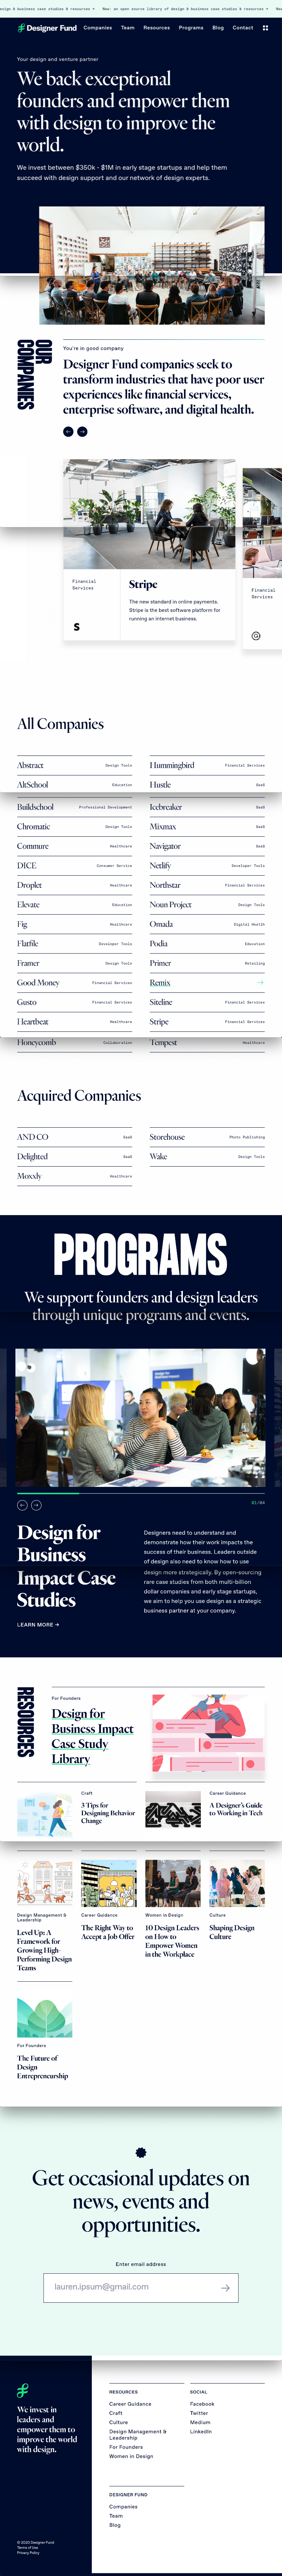 design & business case studies & resources
New: an open source library of design & business case studies & resources
Designer Fund
Companies
Team
Resources
Programs
Blog
Contact
Your design and venture partner
We back exceptional
founders and empower them
with design to improve the
world.
We invest between $350k - $1M in early stage startups and help them
succeed with design support and our network of design experts.
OUR
COMPANIES
You're in good company
Designer Fund companies seek to
transform industries that have poor user
experiences like financial services,
enterprise software, and digital health.
Financial
Services
S
Stripe
The new standard in online payments.
Stripe is the best software platform for
running an internet business.
Financial
Services
All Companies
Abstract
Design Tools
AltSchool
Education
Buildschool
Professional Development
Chromatic
Design Tools
Commure
Healthcare
DICE
Consumer Service
Droplet
Healthcare
Elevate
Education
Fig
Healthcare
Flatfile
Developer Tools
Framer
Design Tools
Good Money
Financial Services
Gusto
Financial Services
Heartbeat
Healthcare
Honeycomb
Collaboration
Hummingbird
Financial Services
Hustle
SaaS
Icebreaker
SaaS
Mixmax
SaaS
Navigator
SaaS
Netlify
Developer Tools
Northstar
Financial Services
Noun Project
Design Tools
Omada
Digital Health
Podia
Education
Primer
Retailing
Remix
Siteline
Financial Services
Stripe
Financial Services
Tempest
Healthcare
Acquired Companies
AND CO
SaaS
Delighted
SaaS
Moxxly
Healthcare
Storehouse
Photo Publishing
Wake
Design Tools
PROGRAMS
We support founders and design leaders
through unique programs and events.
01/04
Design for
Business
Impact Case
Studies
LEARN MORE →
Designers need to understand and
demonstrate how their work impacts the
success of their business. Leaders outside
of design also need to know how to use
design more strategically. By open-sourcing
rare case studies from both multi-billion
dollar companies and early stage startups,
we aim to help you use design as a strategic
business partner at your company.
RESOURCES
For Founders
Design for
Business Impact
Case Study
Library
Craft
3 Tips for
Designing Behavior
Change
Career Guidance
A Designer's Guide
to Working in Tech
Design Management &
Leadership
Level Up: A
Framework for
Growing High-
Performing Design
Teams
Career Guidance
The Right Way to
Accept a Job Offer
Women in Design
10 Design Leaders
on How to
Empower Women
in the Workplace
Culture
Shaping Design
Culture
For Founders
The Future of
Design
Entrepreneurship
Get occasional updates on
news, events and
opportunities.
Enter email address
lauren.ipsum@gmail.com
We invest in
leaders and
empower them to
improve the world
with design.
© 2020 Designer Fund
Terms of Use
Privacy Policy
RESOURCES
Career Guidance
Craft
Culture
Design Management &
Leadership
For Founders
Women in Design
SOCIAL
Facebook
Twitter
Medium
LinkedIn
DESIGNER FUND
Companies
Team
Blog